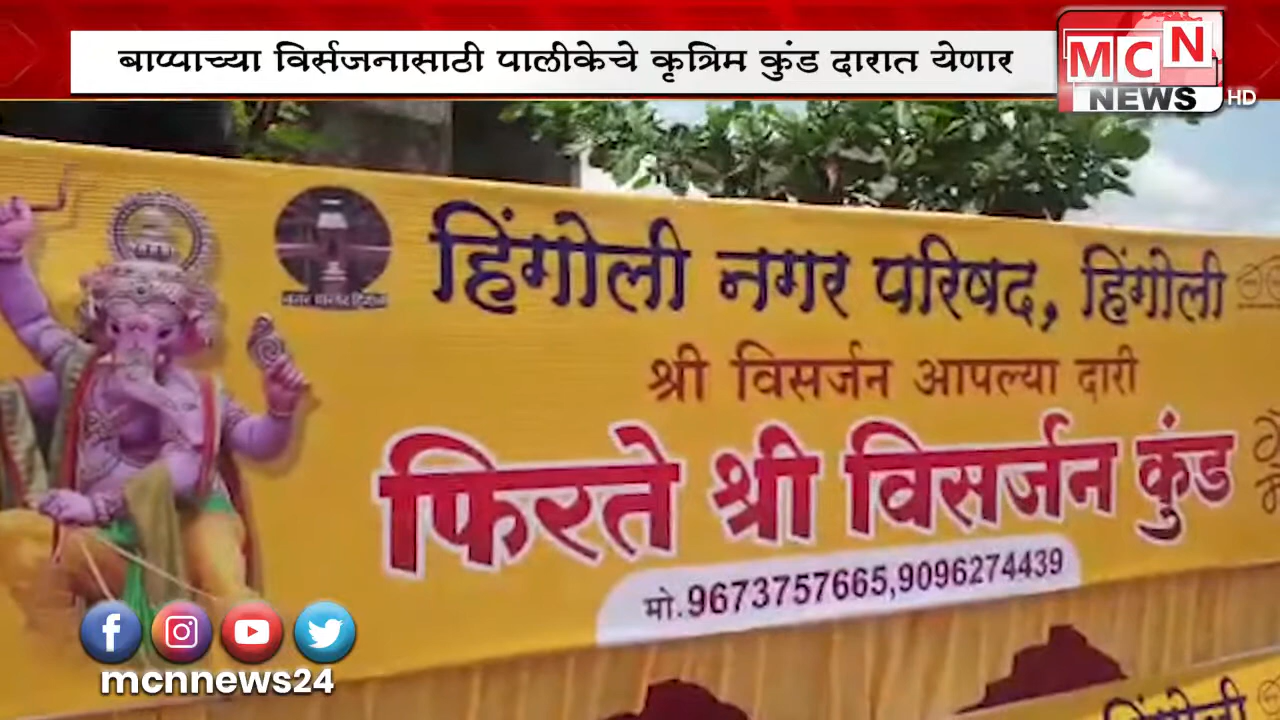 बाप्पाच्या विर्सजनासाठी पालीकेचे कृत्रिम कुंड दारात येणार
MCN
NEWS HD
हिंगोली नगर परिषद, हिंगोली
श्री विसर्जन आपल्या दारी
फिरते श्री विसर्जन कुंड
मो.9673757665,9096274439
हिंगोली
mcnnews24